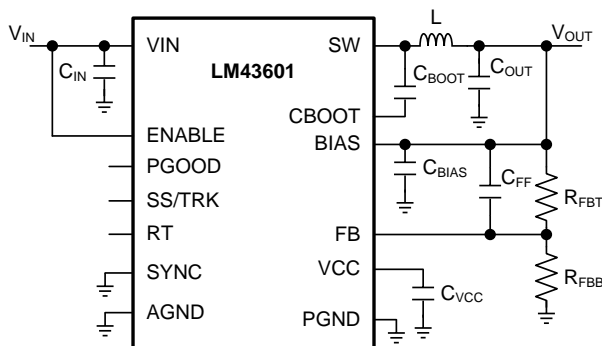 VIN
VIN
SW
L
VOUT
CIN
LM43601
CBOOT
COUT
CBOOT
ENABLE
BIAS
PGOOD
CBIAS
CFF
RFBT
SS/TRK
RT
FB
SYNC
VCC
CVCC
RFBB
AGND
PGND